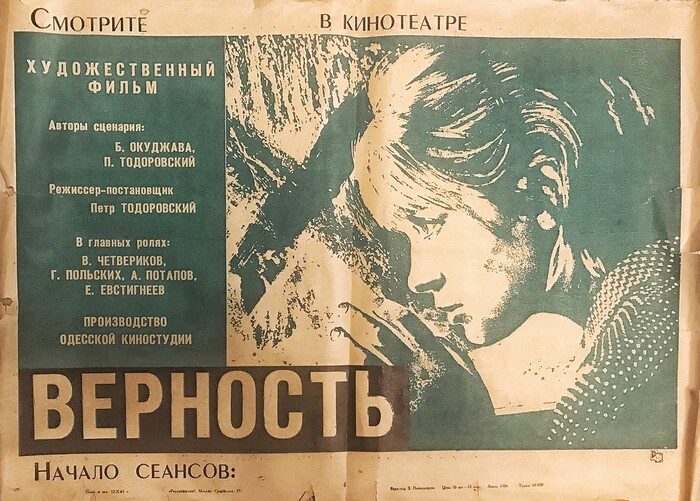 Смотрите в кинотеатре
ХУДОЖЕСТВЕННЫЙ
ФИЛЬМ
Авторы сценария:
Б. ОКУДЖАВА,
П. ТОДОРОВСКИЙ
Режиссер-постановщик
Петр ТОДОРОВСКИЙ
В главных ролях:
В. ЧЕТВЕРИКОВ,
Г. ПОЛЬСКИХ, А. ПОТАПОВ,
Е. ЕВСТИГНЕЕВ
ПРОИЗВОДСТВО
ОДЕССКОЙ КИНОСТУДИИ
ВЕРНОСТЬ
Начало сеансов: